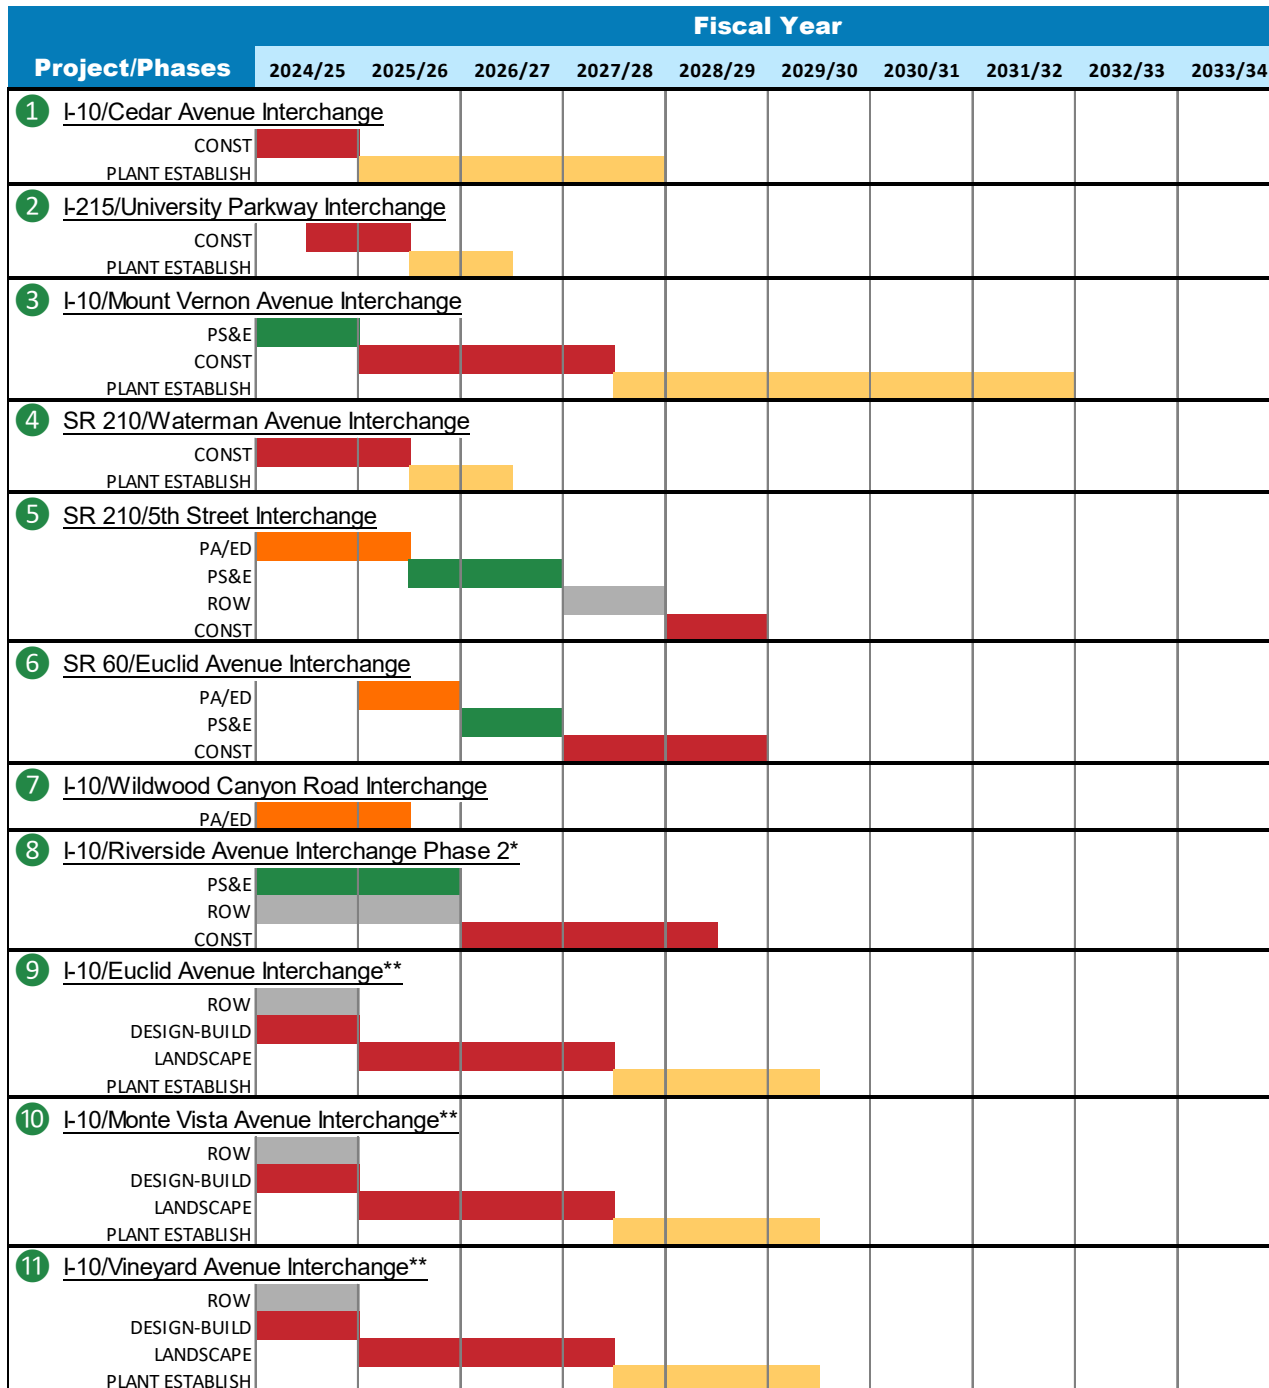 Fiscal Year
Project/Phases 2024/25 2025/26 2026/27 2027/28 2028/29 2029/30 2030/31 2031/32 2032/33 2033/34
1 I-10/Cedar Avenue Interchange
CONST
PLANT ESTABLISH
2 I-215/University Parkway Interchange
CONST
PLANT ESTABLISH
3 I-10/Mount Vernon Avenue Interchange
PS&E
CONST
PLANT ESTABLISH
4 SR 210/Waterman Avenue Interchange
CONST
PLANT ESTABLISH
5 SR 210/5th Street Interchange
PA/ED
PS&E
ROW
CONST
6 SR 60/Euclid Avenue Interchange
PA/ED
PS&E
CONST
7 I-10/Wildwood Canyon Road Interchange
PA/ED
8 I-10/Riverside Avenue Interchange Phase 2*
PS&E
ROW
CONST
9 I-10/Euclid Avenue Interchange**
ROW
DESIGN-BUILD
LANDSCAPE
PLANT ESTABLISH
10 I-10/Monte Vista Avenue Interchange**
ROW
DESIGN-BUILD
LANDSCAPE
PLANT ESTABLISH
11 I-10/Vineyard Avenue Interchange**
ROW
DESIGN-BUILD
LANDSCAPE
PLANT ESTABLISH